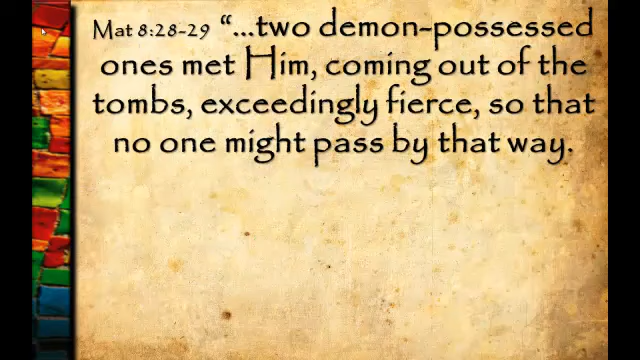 Mat 8:28-29 “...two demon-possessed
ones met Him, coming out of the
tombs, exceedingly fierce, so that
no one might pass by that way.